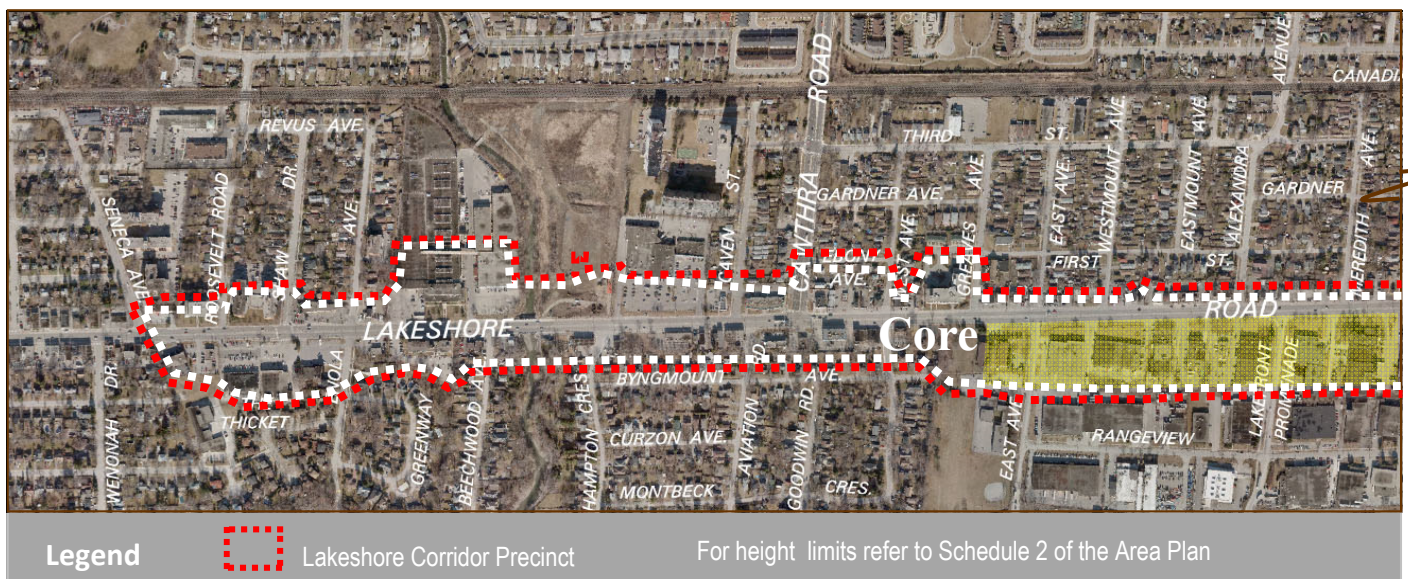 CANADI
AVENUE
ROAD
REVUS AVE.
THIRD ST.
AVE.
GARDNER AVE.
AVE.
EAST AVE.
WESTMOUNT AVE.
EASTMOUNT AVE.
ALEXANDRA
GARDNER
MEREDITH AVE.
SENECA AVE.
ROOSEVELT ROAD
SHAW DR.
AVE.
CAVEN ST.
CAWTHRA
AVE.
GREAVES
FIRST ST.
LAKESHORE
ROAD
Core
WENONAH DR.
THICKET
ENOLA
GREENWAY
BEECHWOOD AVE.
HAMPTON CRES.
BYNGMOUNT AVE.
CURZON AVE.
MONTBECK CRES.
AVIATION RD.
GOODWIN RD.
EAST AVE.
RANGEVIEW
LAKEFRONT PROMENADE
Legend
Lakeshore Corridor Precinct
For height limits refer to Schedule 2 of the Area Plan